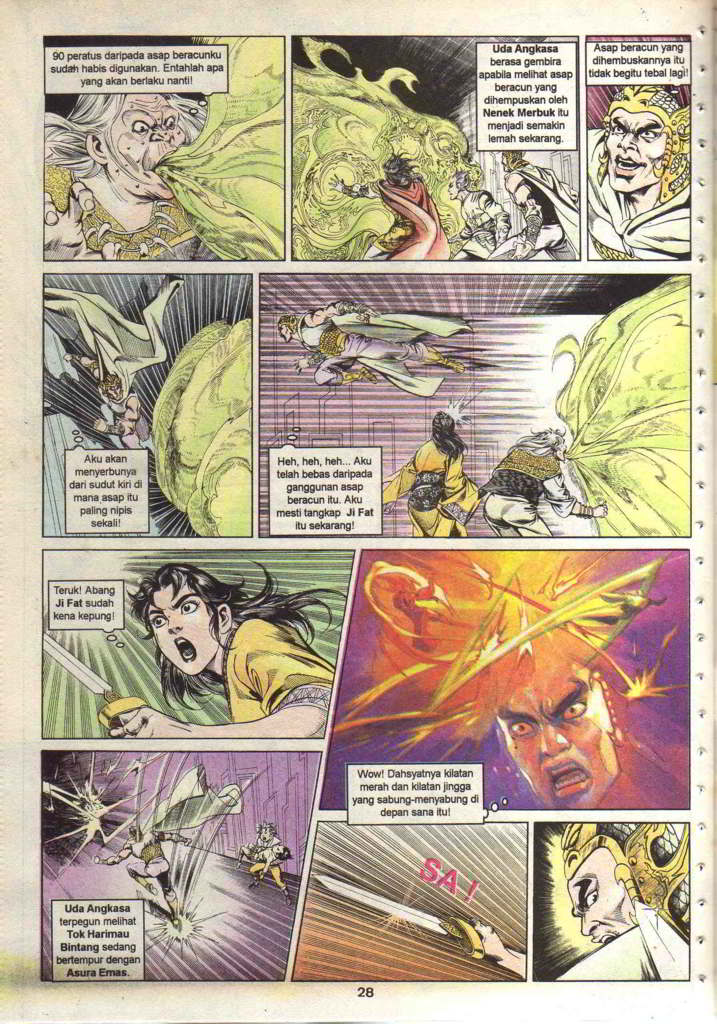 90 peratus daripada asap beracunku
sudah habis digunakan. Entahlah apa
yang akan berlaku nanti!
Uda Angkasa
berasa gembira
apabila melihat asap
beracun yang
dihempuskan oleh
Nenek Merbuk itu
menjadi semakin
lemah sekarang.
Asap beracun yang
dihembuskannya itu
tidak begitu tebal lagi!
Aku akan
menyerbunya
dari sudut kiri di
mana asap itu
paling nipis
sekali!
Heh, heh, heh... Aku
telah bebas daripada
ganggunan asap
beracun itu. Aku
mesti tangkap Ji Fat
itu sekarang!
Teruk! Abang
Ji Fat sudah
kena kepung!
Wow! Dahsyatnya kilatan
merah dan kilatan jingga
yang sabung-menyabung di
depan sana itu!
Uda Angkasa
terpegun melihat
Tok Harimau
Bintang sedang
bertempur dengan
Asura Emas.
SA!
28